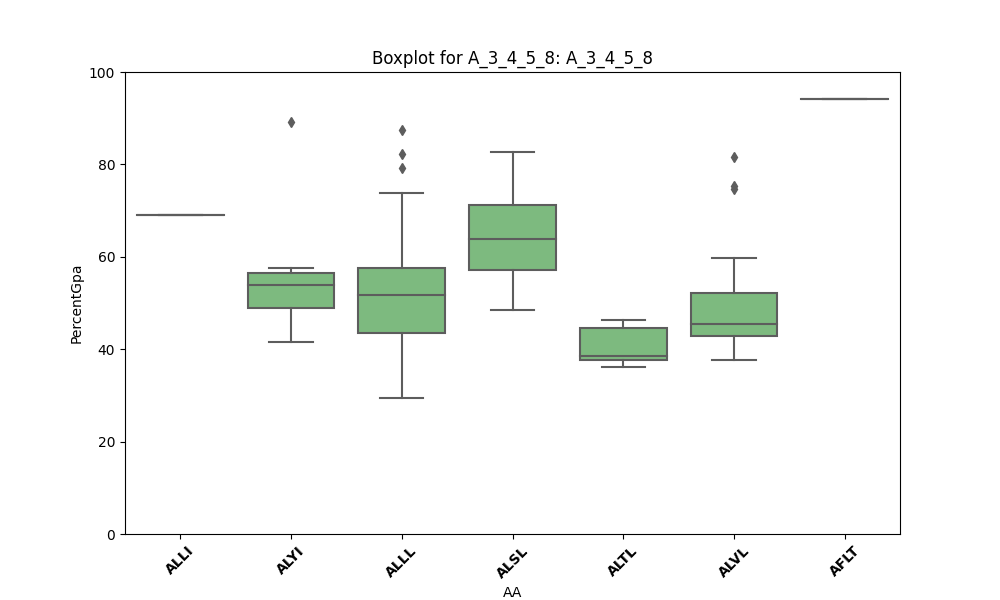 Boxplot for A_3_4_5_8: A_3_4_5_8
100
80
60
40
20
0
PercentGpa
ALLI
ALYI
ALLL
ALSL
ALTL
ALVL
AFLT
AA